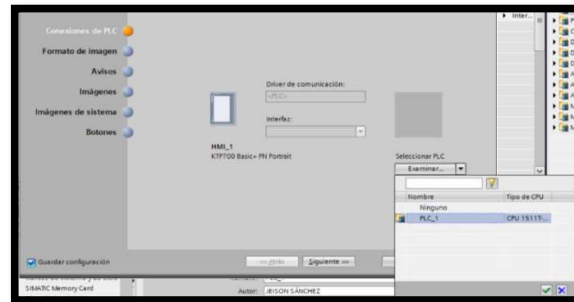 Conexiones de PLC
Formato de imagen
Avisos
Imágenes
Imágenes de sistema
Botones
Driver de comunicación:
<PLC>
Interfaz:
HMI_1
KTP700 Basic PN Portrait
Seleccionar PLC
Examinar...
Nombre
Tipo de CPU
Ninguno
PLC_1
CPU 1511T-...
Guardar configuración
<< Atrás
Siguiente >>
SIMATIC Memory Card
Autor:
JEISON SÁNCHEZ
Inter...